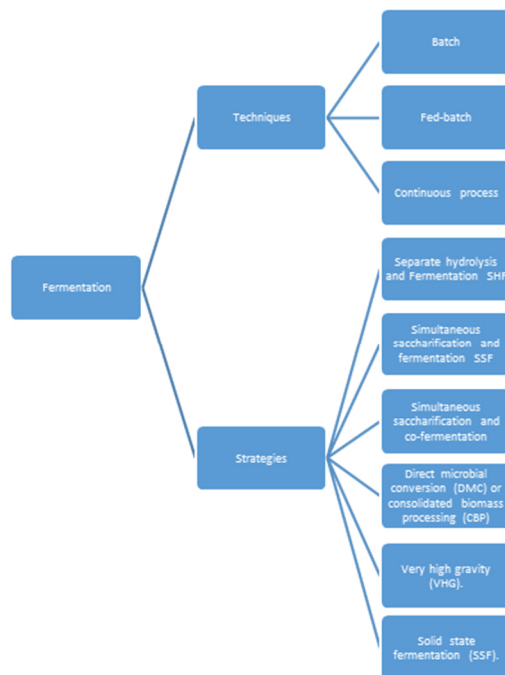 Batch
Techniques
Fed-batch
Continuous process
Fermentation
Separate hydrolysis
and Fermentation SHF
Simultaneous
saccharification and
fermentation SSF
Simultaneous
saccharification and
co-fermentation
Strategies
Direct microbial
conversion (DMC) or
consolidated biomass
processing (CBP)
Very high gravity
(VHG).
Solid state
fermentation (SSF).